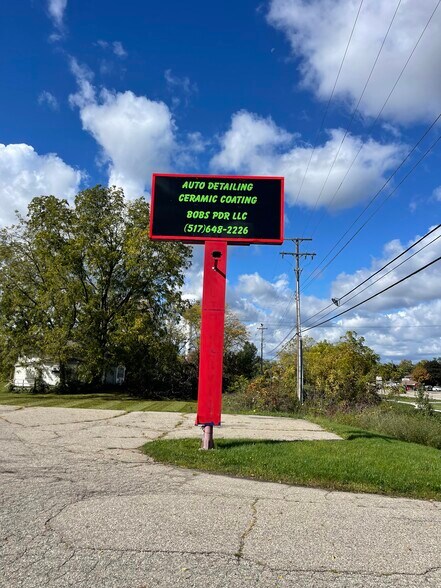 AUTO DETAILING
CERAMIC COATING
BOBS PDR LLC
(517)648-2226